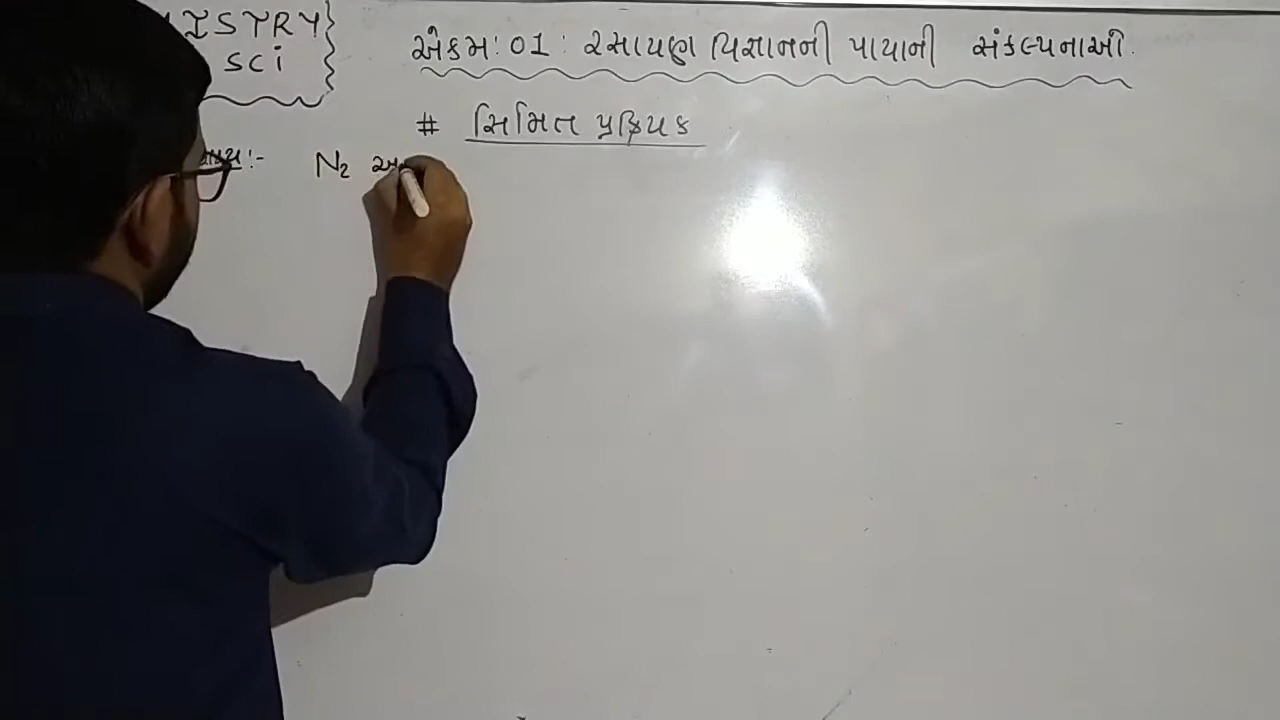 ISTRY
SCi
એકમ: 01: રસાયણ વિજ્ઞાનની પાયાની સંકલ્પનાઓ.
# સિમિત પ્રક્રિયક
N2